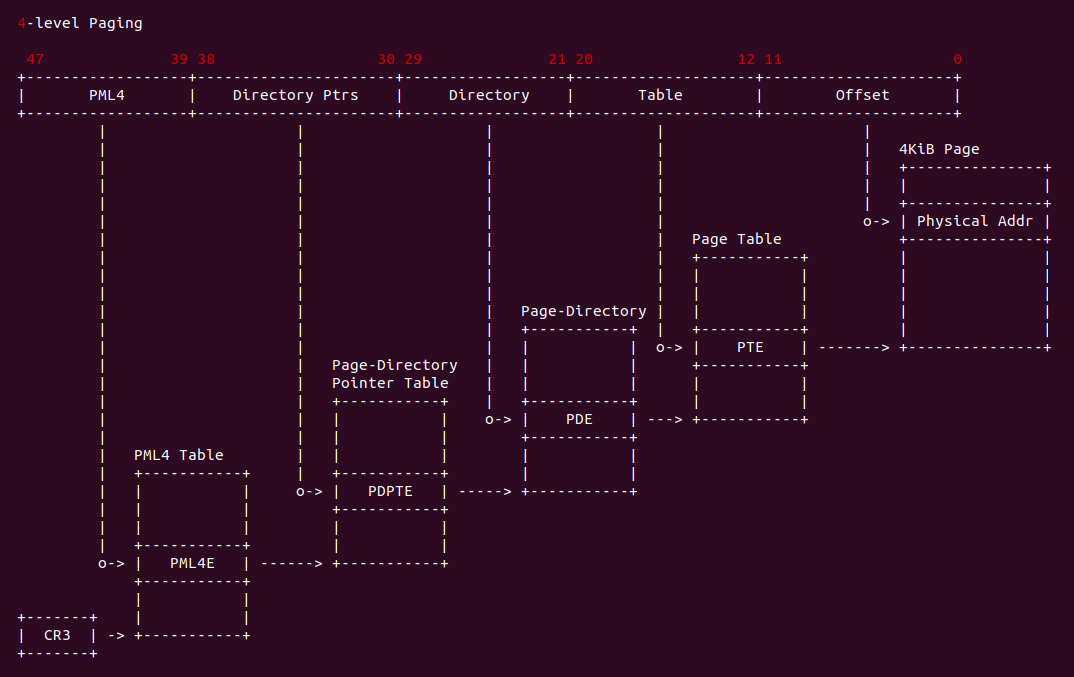 4-level Paging
47 39 38 30 29 21 20 12 11 0
PML4 Directory Ptrs Directory Table Offset
4KiB Page
o-> Physical Addr
Page Table
Page-Directory
o-> PTE ------->
Page-Directory
Pointer Table
o-> PDE --->
PML4 Table
o-> PDPTE ----->
o-> PML4E ------>
CR3 ->